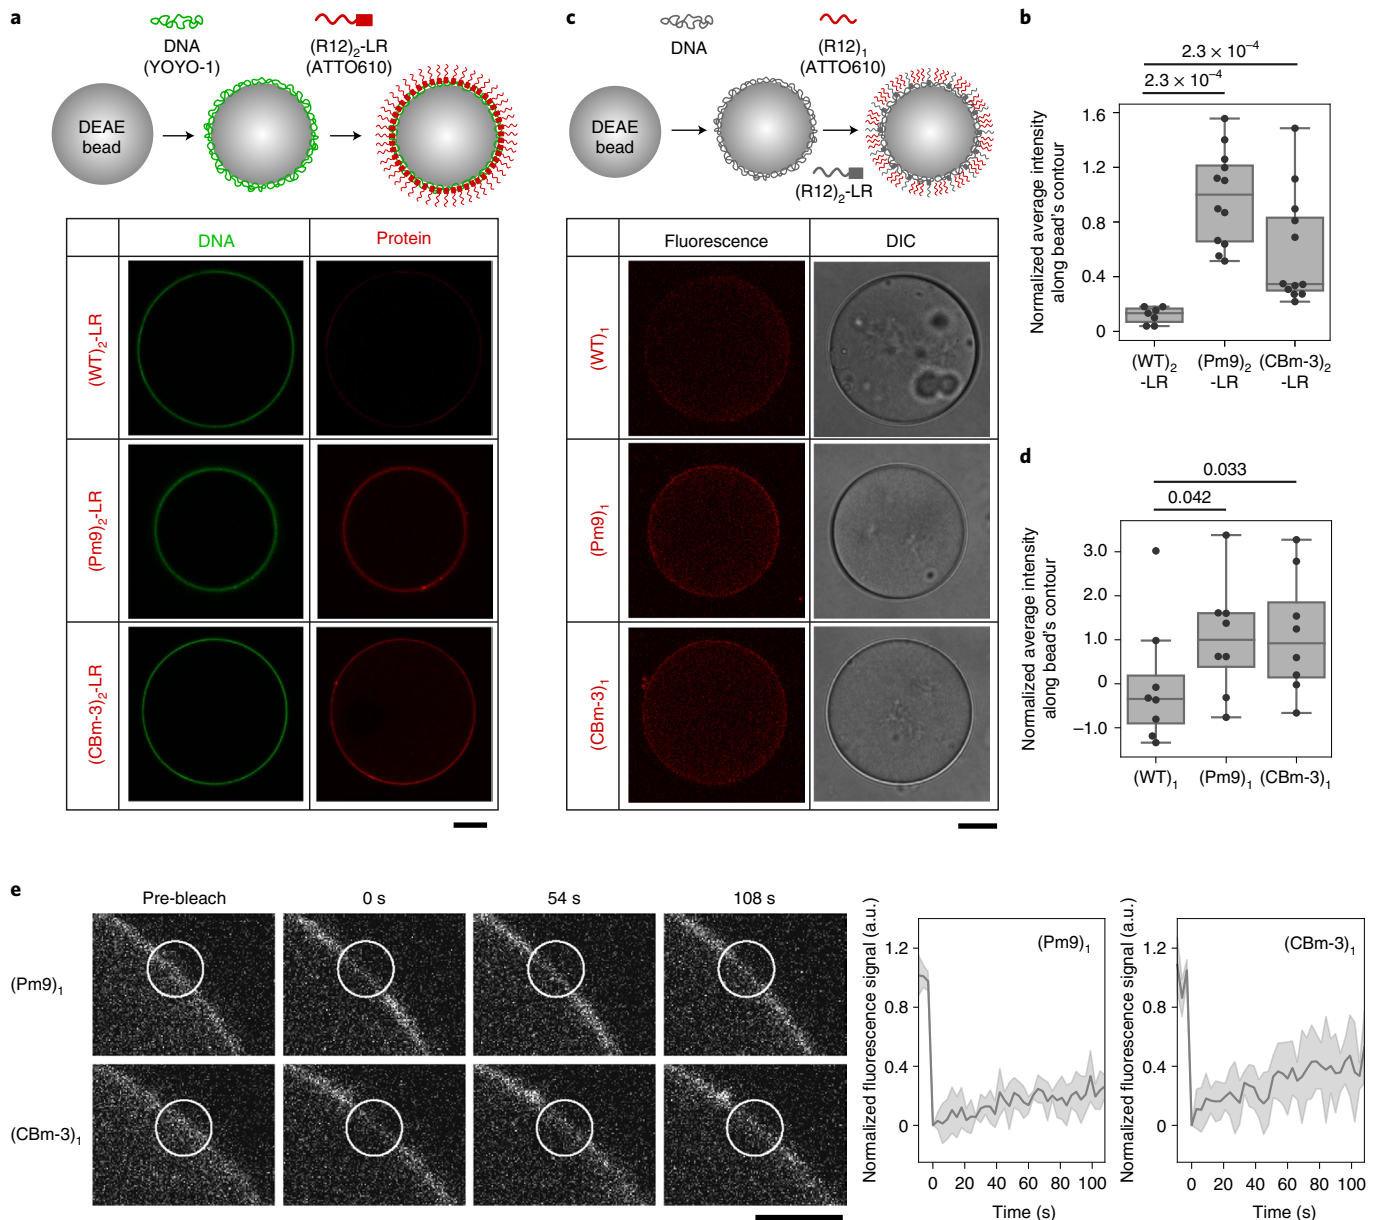 a
DNA
(YOYO-1)
(R12)₂-LR
(ATTO610)
DEAE
bead
DNA
Protein
(WT)₂-LR
(Pm9)₂-LR
(CBm-3)₂-LR
c
DNA
(R12)₁
(ATTO610)
DEAE
bead
(R12)₂-LR
Fluorescence
DIC
(WT)₁
(Pm9)₁
(CBm-3)₁
b
2.3 × 10⁻⁴
2.3 × 10⁻⁴
Normalized average intensity
along bead's contour
1.6
1.2
0.8
0.4
0
(WT)₂
-LR
(Pm9)₂
-LR
(CBm-3)₂
-LR
d
0.033
0.042
Normalized average intensity
along bead's contour
3.0
2.0
1.0
0
−1.0
(WT)₁
(Pm9)₁
(CBm-3)₁
e
Pre-bleach
0 s
54 s
108 s
(Pm9)₁
(CBm-3)₁
Normalized fluorescence signal (a.u.)
(Pm9)₁
1.2
0.8
0.4
0
0 20 40 60 80 100
Time (s)
Normalized fluorescence signal (a.u.)
(CBm-3)₁
1.2
0.8
0.4
0
0 20 40 60 80 100
Time (s)